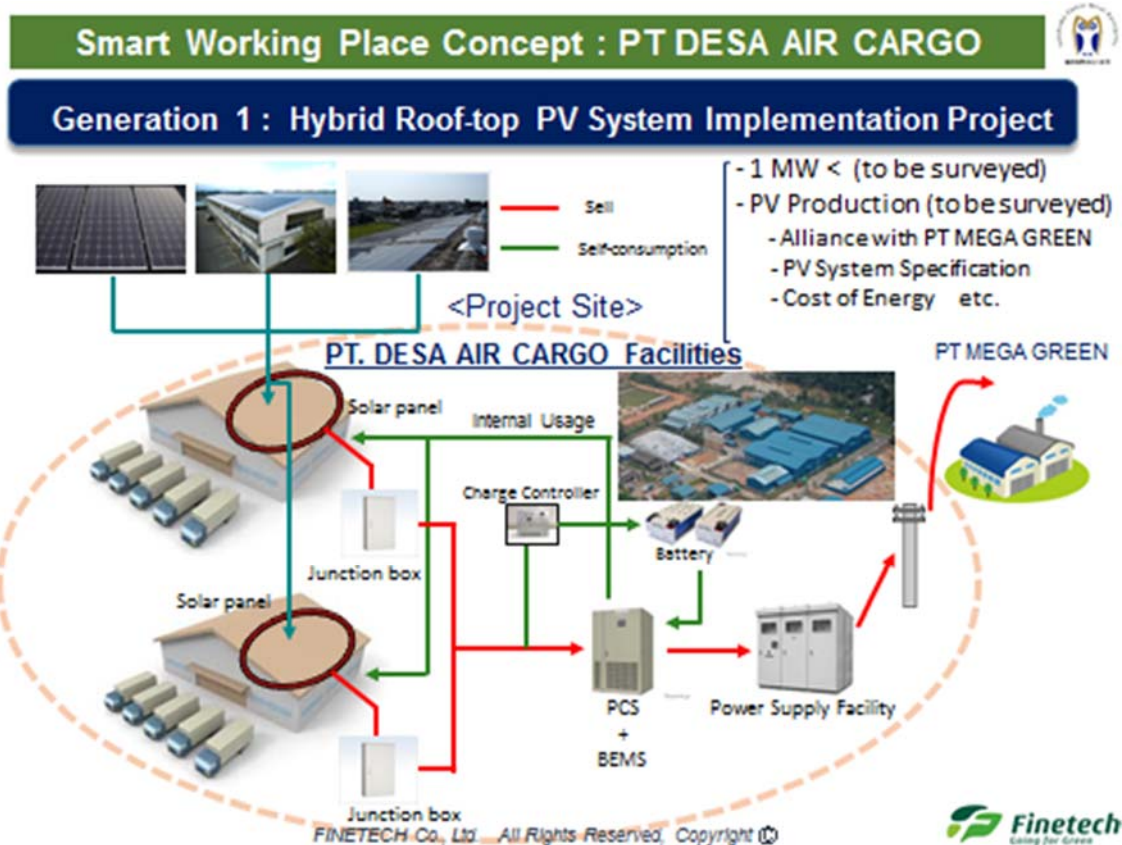 Smart Working Place Concept : PT DESA AIR CARGO
Generation 1 : Hybrid Roof-top PV System Implementation Project
Sell
Self-consumption
- 1 MW < (to be surveyed)
- PV Production (to be surveyed)
- Alliance with PT MEGA GREEN
- PV System Specification
- Cost of Energy etc.
<Project Site>
PT. DESA AIR CARGO Facilities
PT MEGA GREEN
Solar panel
Internal Usage
Charge Controller
Battery
Junction box
Solar panel
PCS
+
BEMS
Power Supply Facility
Junction box
FINETECH Co., Ltd All Rights Reserved, Copyright ©
Finetech
Going for Green